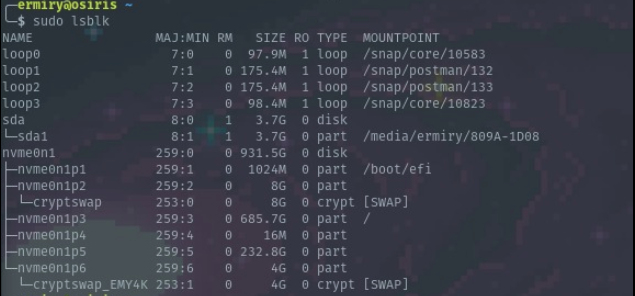 ermiry@osiris ~
$ sudo lsblk
NAME MAJ:MIN RM SIZE RO TYPE MOUNTPOINT
loop0 7:0 0 97.9M 1 loop /snap/core/10583
loop1 7:1 0 175.4M 1 loop /snap/postman/132
loop2 7:2 0 175.4M 1 loop /snap/postman/133
loop3 7:3 0 98.4M 1 loop /snap/core/10823
sda 8:0 1 3.7G 0 disk
└─sda1 8:1 1 3.7G 0 part /media/ermiry/809A-1D08
nvme0n1 259:0 0 931.5G 0 disk
├─nvme0n1p1 259:1 0 1024M 0 part /boot/efi
├─nvme0n1p2 259:2 0 8G 0 part
│ └─cryptswap 253:0 0 8G 0 crypt [SWAP]
├─nvme0n1p3 259:3 0 685.7G 0 part /
├─nvme0n1p4 259:4 0 16M 0 part
├─nvme0n1p5 259:5 0 232.8G 0 part
└─nvme0n1p6 259:6 0 4G 0 part
└─cryptswap_EMY4K 253:1 0 4G 0 crypt [SWAP]